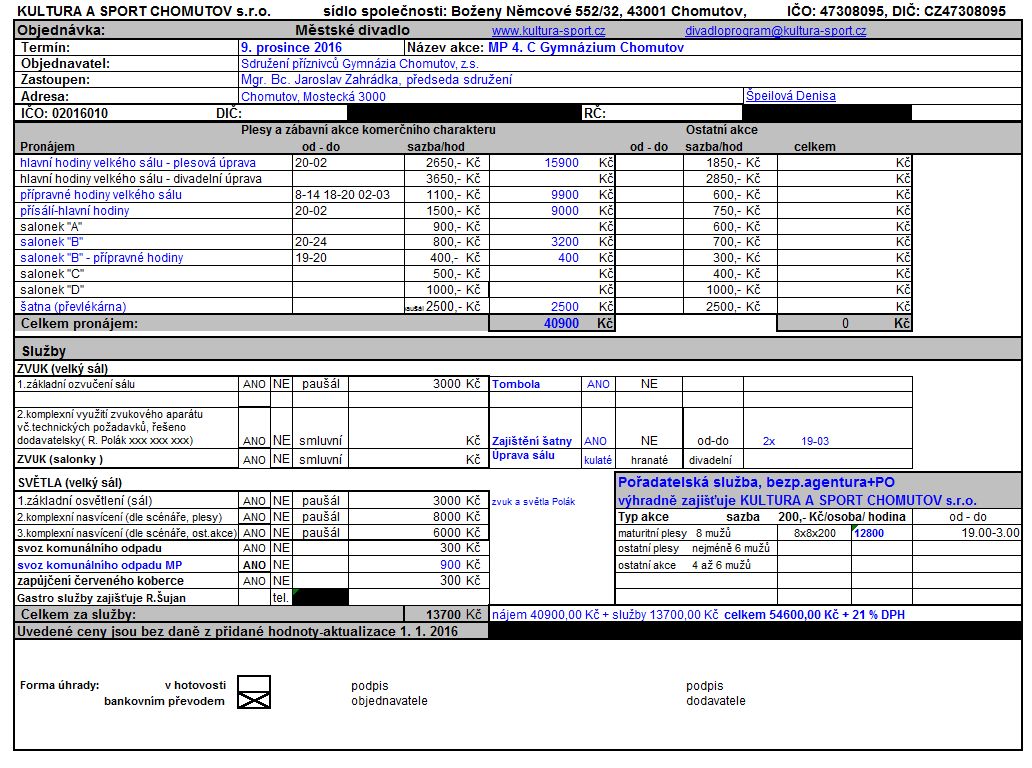 KULTURA A SPORT CHOMUTOV s.r.o. sídlo společnosti: Boženy Němcové 552/32, 43001 Chomutov, IČO: 47308095, DIČ: CZ47308095
Objednávka: Městské divadlo www.kultura-sport.cz divadloprogram@kultura-sport.cz
Termín: 9. prosince 2016 Název akce: MP 4. C Gymnázium Chomutov
Objednavatel: Sdružení příznivců Gymnázia Chomutov, z.s.
Zastoupen: Mgr. Bc. Jaroslav Zahrádka, předseda sdružení
Adresa: Chomutov, Mostecká 3000 Špeilová Denisa
IČO: 02016010 DIČ: RČ:
Plesy a zábavní akce komerčního charakteru Ostatní akce
Pronájem od - do sazba/hod od - do sazba/hod celkem
hlavní hodiny velkého sálu - plesová úprava 20-02 2650,- Kč 15900 Kč 1850,- Kč Kč
hlavní hodiny velkého sálu - divadelní úprava 3650,- Kč Kč 2850,- Kč Kč
přípravné hodiny velkého sálu 8-14 18-20 02-03 1100,- Kč 9900 Kč 600,- Kč Kč
přísálí-hlavní hodiny 20-02 1500,- Kč 9000 Kč 750,- Kč Kč
salonek "A" 900,- Kč Kč 600,- Kč Kč
salonek "B" 20-24 800,- Kč 3200 Kč 700,- Kč Kč
salonek "B" - přípravné hodiny 19-20 400,- Kč 400 Kč 300,- Kč Kč
salonek "C" 500,- Kč Kč 400,- Kč Kč
salonek "D" 1000,- Kč Kč 1000,- Kč Kč
šatna (převlékárna) 2500,- Kč 2500 Kč 2500,- Kč Kč
Celkem pronájem: 40900 Kč 0 Kč
Služby
ZVUK (velký sál)
1.základní ozvučení sálu ANO NE paušál 3000 Kč Tombola ANO NE
2.komplexní využití zvukového aparátu
vč.technických požadavků, řešeno
dodavatelsky( R. Polák xxx xxx xxx) ANO NE smluvní Kč Zajištění šatny ANO NE od-do 2x 19-03
ZVUK (salonky ) ANO NE smluvní Kč Úprava sálu kulaté hranaté divadelní
SVĚTLA (velký sál) Pořadatelská služba, bezp.agentura+PO
1.základní osvětlení (sál) ANO NE paušál 3000 Kč zvuk a světla Polák výhradně zajišťuje KULTURA A SPORT CHOMUTOV s.r.o.
2.komplexní nasvícení (dle scénáře, plesy) ANO NE paušál 8000 Kč Typ akce sazba 200,- Kč/osoba/ hodina od - do
3.komplexní nasvícení (dle scénáře, ost.akce) ANO NE paušál 6000 Kč maturitní plesy 8 mužů 8x8x200 12800 19.00-3.00
svoz komunálního odpadu ANO NE 300 Kč ostatní plesy nejméně 6 mužů
svoz komunálního odpadu MP ANO NE 900 Kč ostatní akce 4 až 6 mužů
zapůjčení červeného koberce ANO NE 300 Kč
Gastro služby zajišťuje R.Šujan tel.
Celkem za služby: 13700 Kč nájem 40900,00 Kč + služby 13700,00 Kč celkem 54600,00 Kč + 21 % DPH
Uvedené ceny jsou bez daně z přidané hodnoty-aktualizace 1. 1. 2016
Forma úhrady: v hotovosti podpis podpis
bankovním převodem objednavatele dodavatele